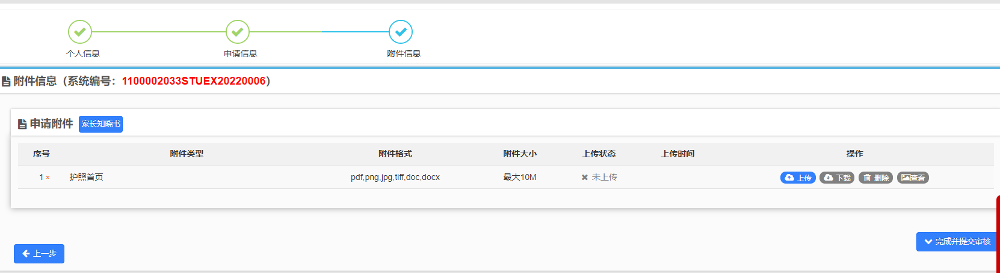 个人信息 申请信息 附件信息
附件信息（系统编号：1100002033STUEX20220006）
申请附件 家长知晓书
序号 附件类型 附件格式 附件大小 上传状态 上传时间 操作
1 * 护照首页 pdf,png,jpg,tiff,doc,docx 最大10M 未上传 上传 下载 删除 查看
完成并提交审核
上一步